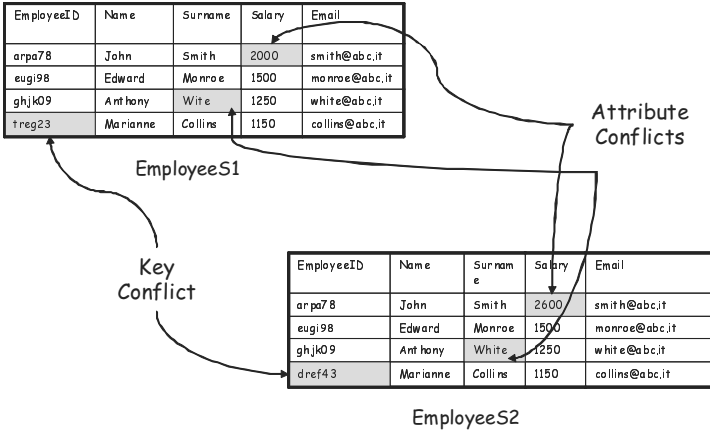 EmployeeID Name Surname Salary Email
arpa78 John Smith 2000 smith@abc.it
eugi98 Edward Monroe 1500 monroe@abc.it
ghjk09 Anthony Wite 1250 white@abc.it
treg23 Marianne Collins 1150 collins@abc.it
EmployeeS1
Attribute
Conflicts
Key
Conflict
EmployeeID Name Surnam Salary Email
e
arpa78 John Smith 2600 smith@abc.it
eugi98 Edward Monroe 1500 monroe@abc.it
ghjk09 Anthony White 1250 white@abc.it
dref43 Marianne Collins 1150 collins@abc.it
EmployeeS2